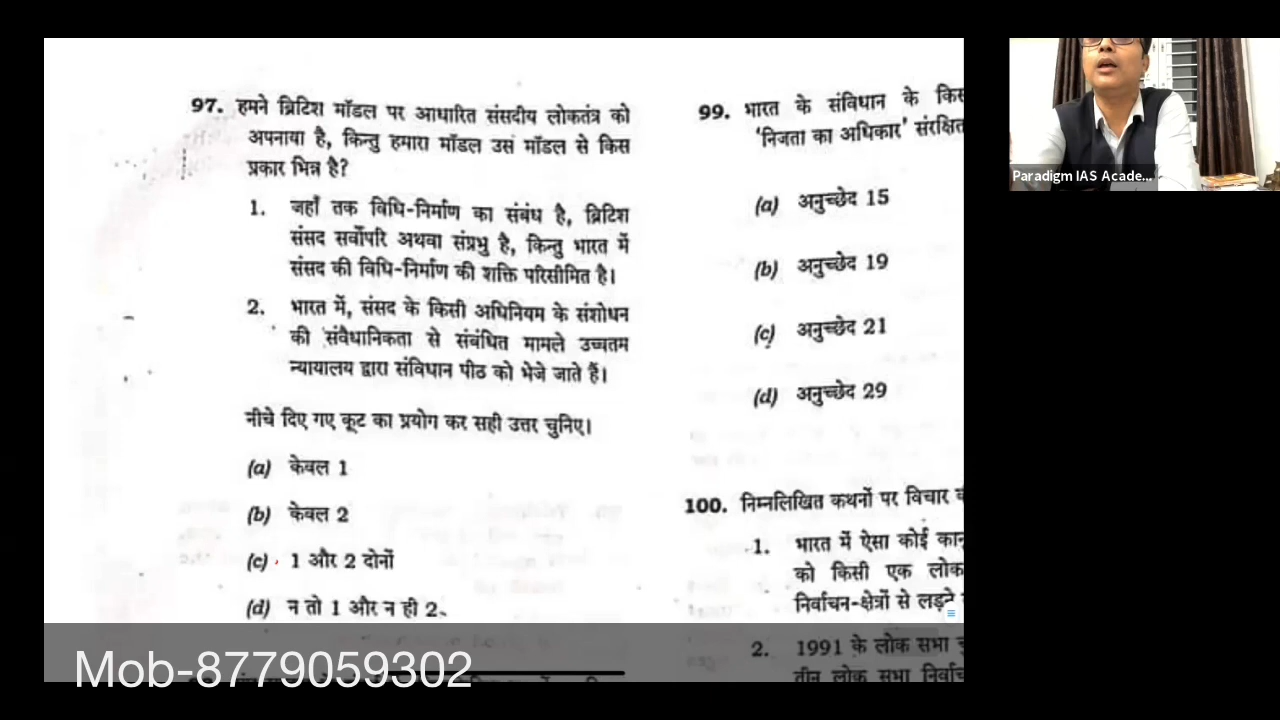 97. हमने ब्रिटिश मॉडल पर आधारित संसदीय लोकतंत्र को
अपनाया है, किन्तु हमारा मॉडल उस मॉडल से किस
प्रकार भिन्न है?
1. जहाँ तक विधि-निर्माण का संबंध है, ब्रिटिश
संसद सर्वोपरि अथवा संप्रभु है, किन्तु भारत में
संसद की विधि-निर्माण की शक्ति परिसीमित है।
2. भारत में, संसद के किसी अधिनियम के संशोधन
की संवैधानिकता से संबंधित मामले उच्चतम
न्यायालय द्वारा संविधान पीठ को भेजे जाते हैं।
नीचे दिए गए कूट का प्रयोग कर सही उत्तर चुनिए।
(a) केवल 1
(b) केवल 2
(c) 1 और 2 दोनों
(d) न तो 1 और न ही 2
99. भारत के संविधान के किस
'निजता का अधिकार' संरक्षित
(a) अनुच्छेद 15
(b) अनुच्छेद 19
(c) अनुच्छेद 21
(d) अनुच्छेद 29
100. निम्नलिखित कथनों पर विचार
1. भारत में ऐसा कोई
को किसी एक लोक
निर्वाचन-क्षेत्रों से लड़ने
2. 1991 के लोक सभा
तीन लोक सभा
Mob-8779059302
Paradigm IAS Acade...